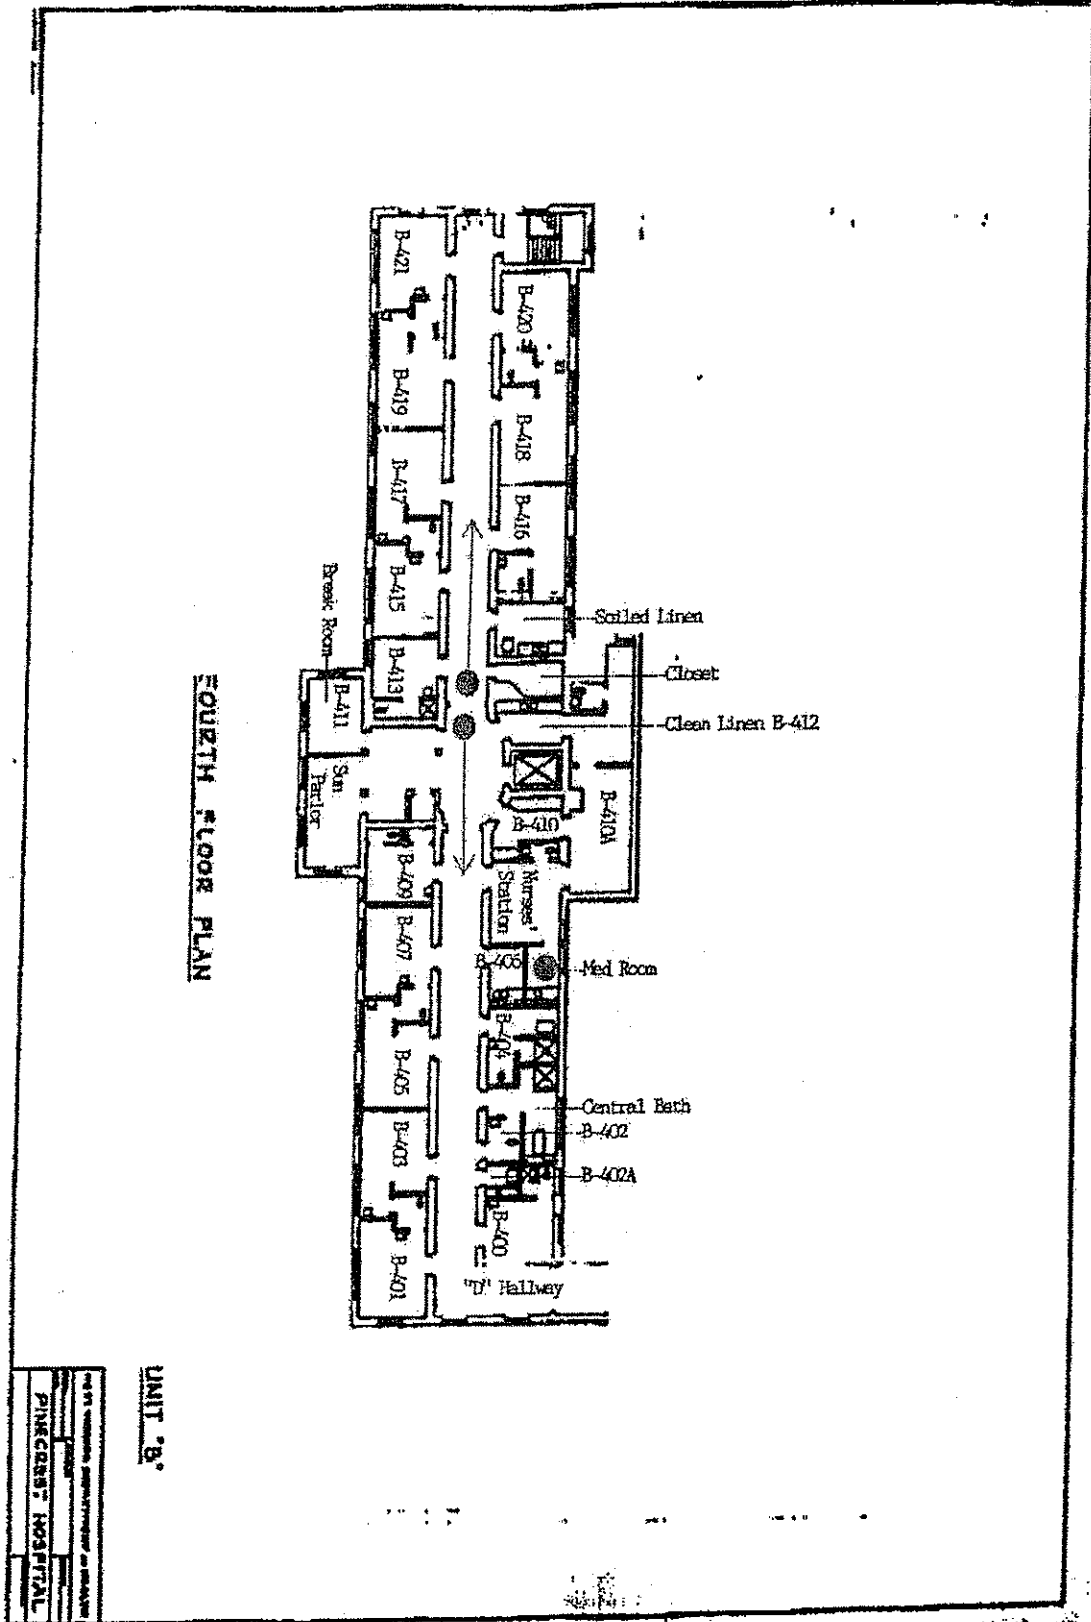 B-421
B-420
B-419
B-418
B-417
B-416
B-415
Soiled Linen
Closet
B-413
Clean Linen B-412
Break Room
B-411
Sun
Parlor
B-410
B-410A
B-409
Nurses'
Station
B-407
B-406
Med Room
B-404
B-405
Central Bath
B-402
B-403
B-402A
B-400
B-401
"D" Hallway
FOURTH FLOOR PLAN
UNIT "B"
PINECREST HOSPITAL